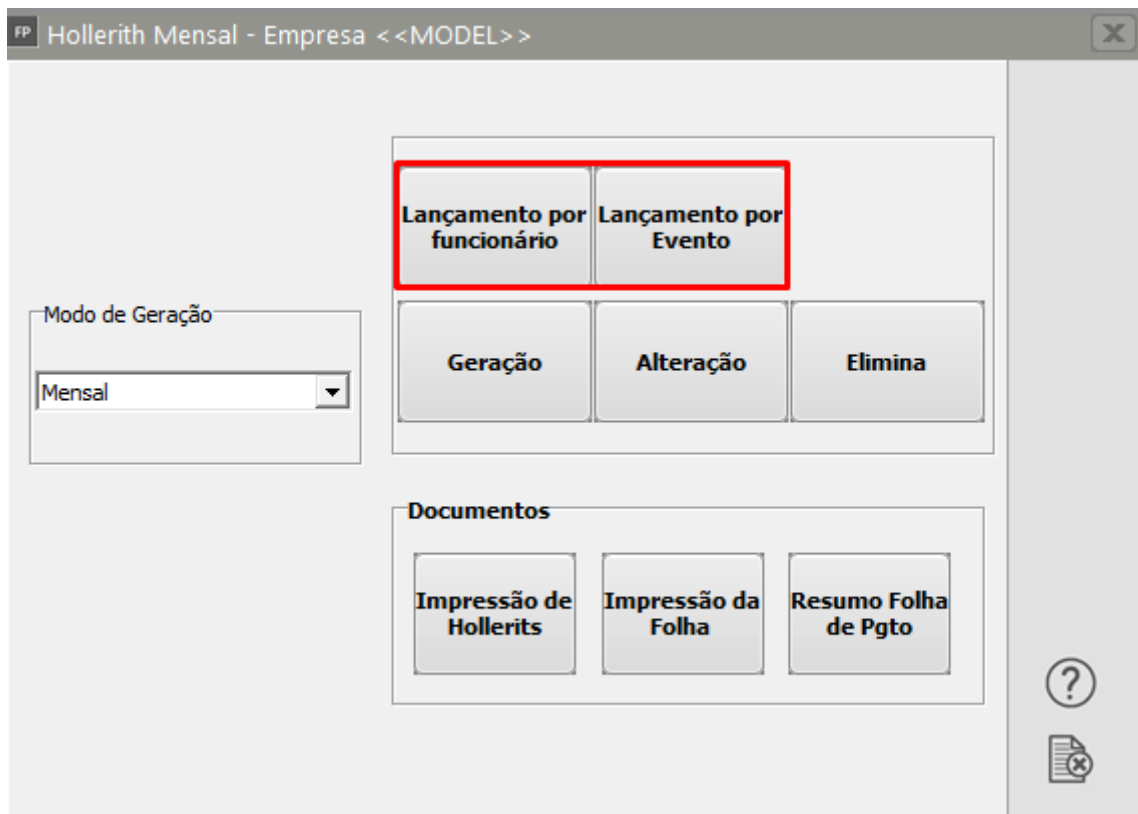 FP Hollerith Mensal - Empresa <<MODEL>>
Lançamento por
funcionário
Lançamento por
Evento
Modo de Geração
Mensal
Geração
Alteração
Elimina
Documentos
Impressão de
Hollerits
Impressão da
Folha
Resumo Folha
de Pgto
?